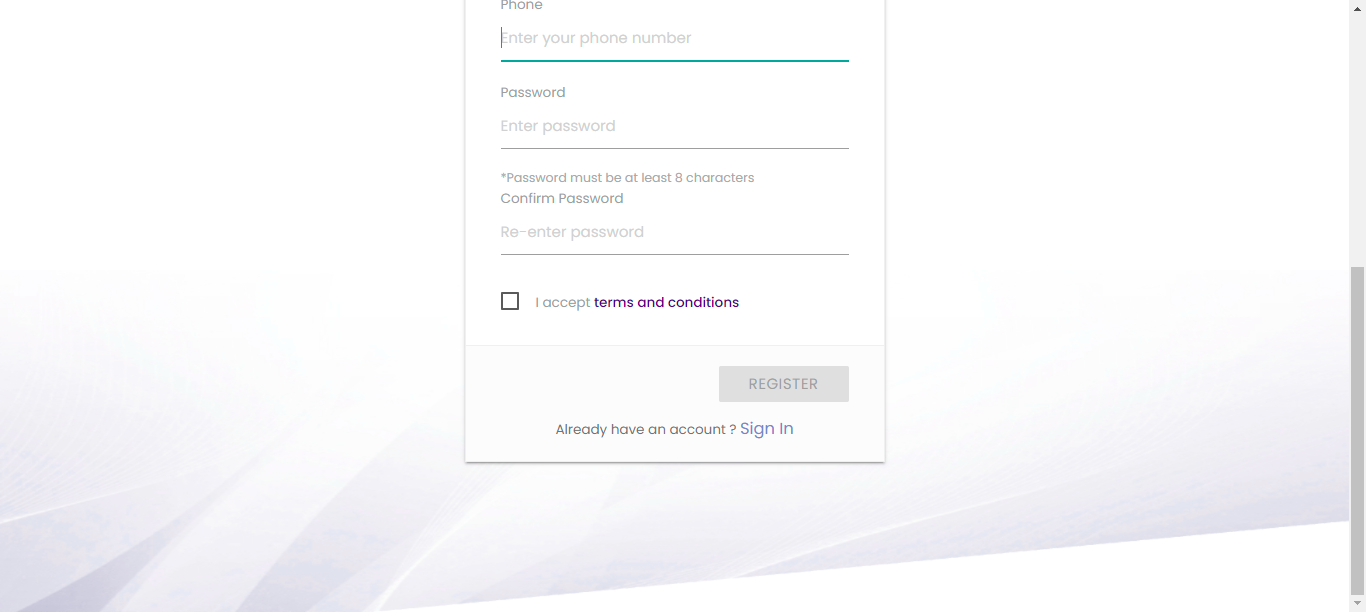 Phone
Enter your phone number
Password
Enter password
*Password must be at least 8 characters
Confirm Password
Re-enter password
I accept terms and conditions
REGISTER
Already have an account ? Sign In